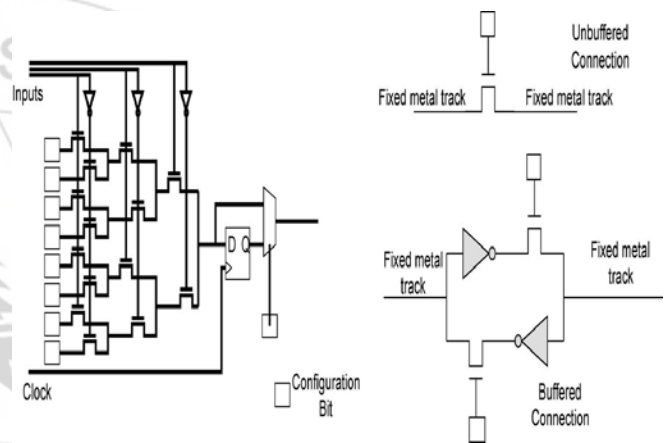 Inputs
D Q
Clock
Configuration
Bit
Unbuffered
Connection
Fixed metal track
Fixed metal track
Fixed metal
track
Fixed metal
track
Buffered
Connection